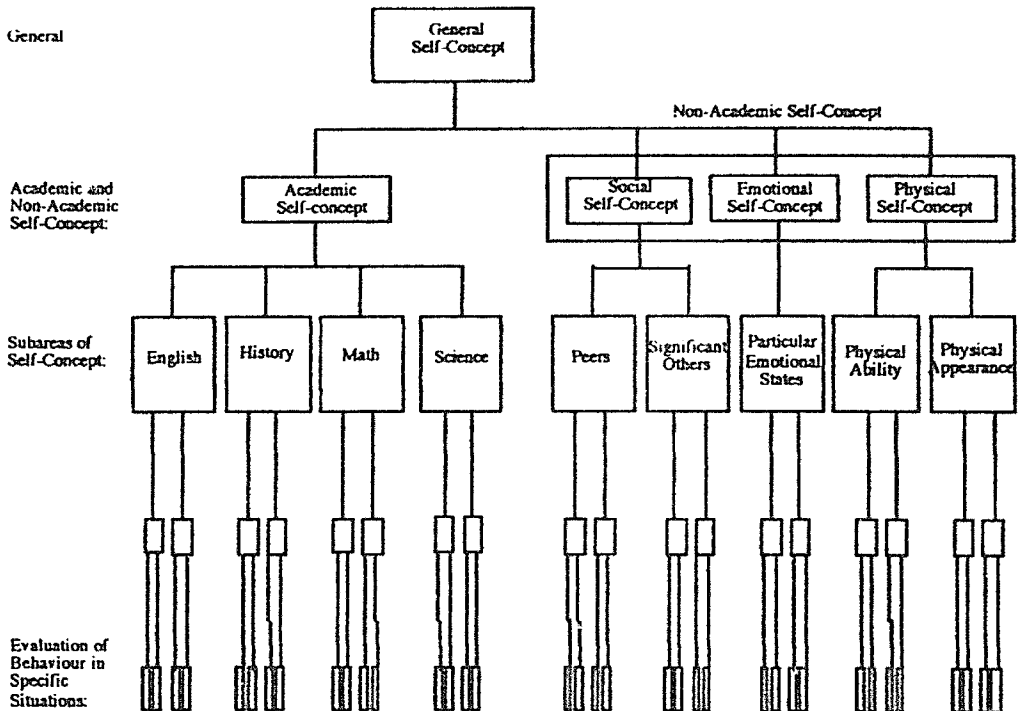 General
General
Self-Concept
Non-Academic Self-Concept
Academic and
Non-Academic
Self-Concept:
Academic
Self-concept
Social
Self-Concept
Emotional
Self-Concept
Physical
Self-Concept
Subareas of
Self-Concept:
English
History
Math
Science
Peers
Significant
Others
Particular
Emotional
States
Physical
Ability
Physical
Appearance
Evaluation of
Behaviour in
Specific
Situations: